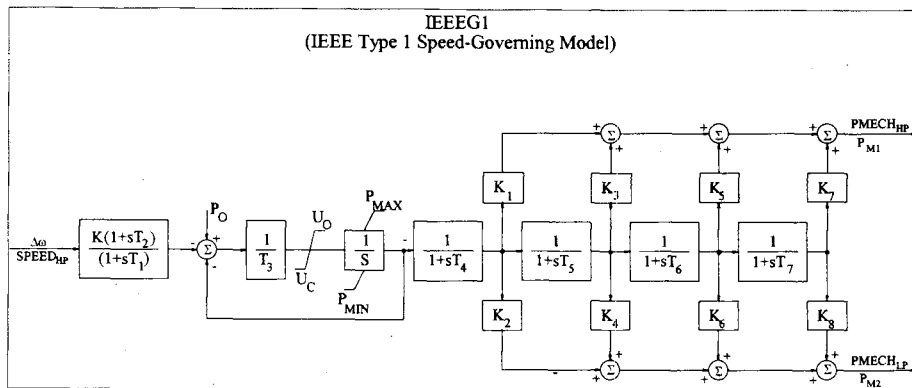 IEEEG1
(IEEE Type 1 Speed-Governing Model)
PMECH_HP
P_M1
K_1
K_3
K_5
K_7
Δω
SPEED_HP
K(1+sT_2)
(1+sT_1)
P_O
-
+
Σ
-
1
T_3
U_O
U_C
P_MAX
1
S
P_MIN
-
1
1+sT_4
1
1+sT_5
1
1+sT_6
1
1+sT_7
+
Σ
+
+
Σ
+
+
Σ
+
K_2
K_4
K_6
K_8
-
+
Σ
+
+
Σ
+
+
Σ
PMECH_LP
P_M2